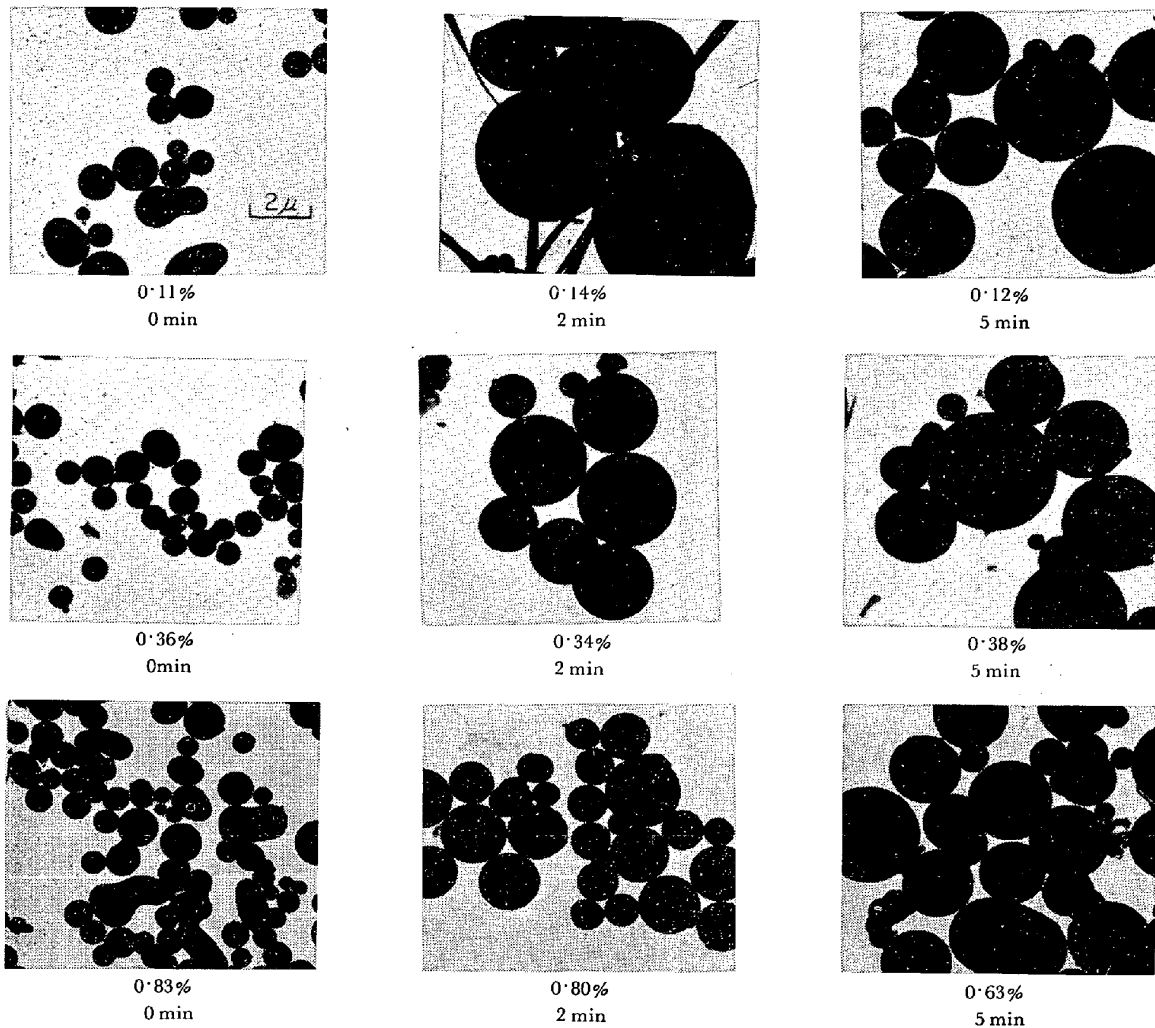 2μ
0·11%
0 min
0·14%
2 min
0·12%
5 min
0·36%
0min
0·34%
2 min
0·38%
5 min
0·83%
0 min
0·80%
2 min
0·63%
5 min